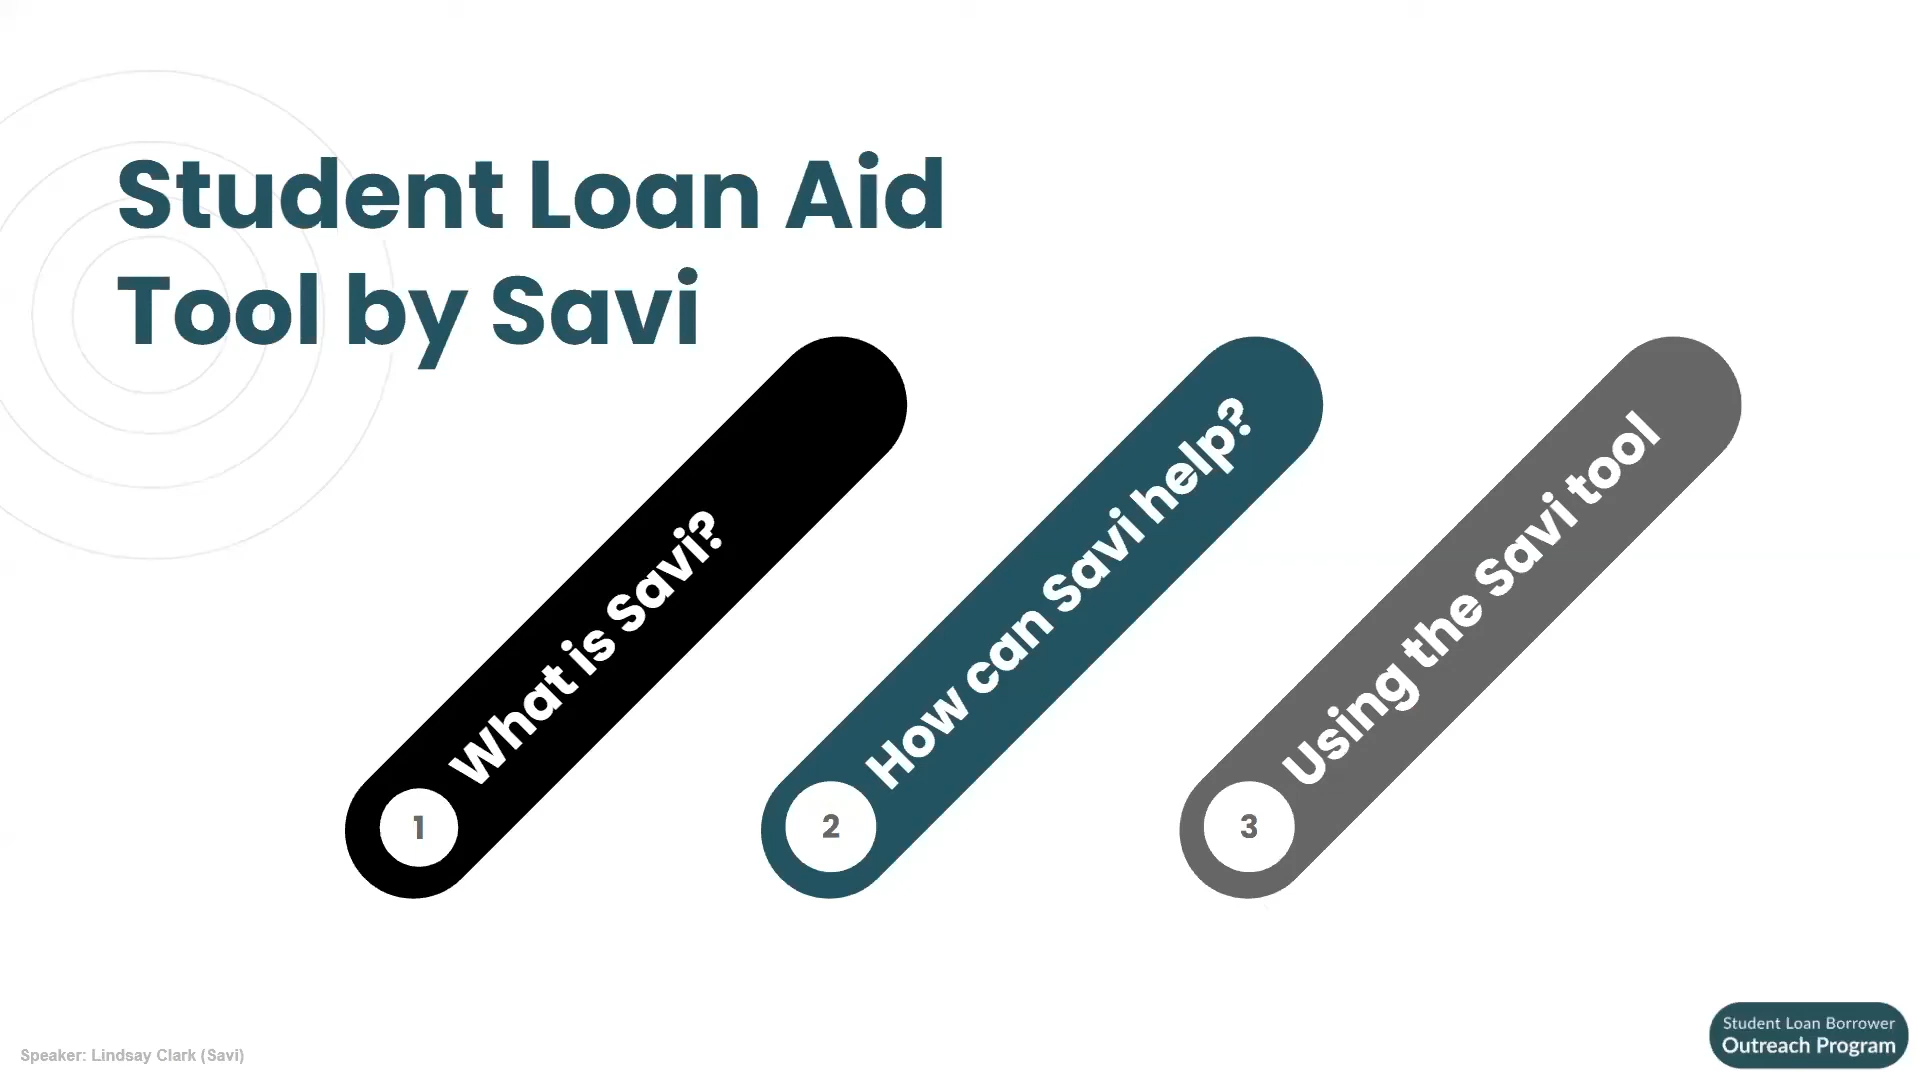 Student Loan Aid
Tool by Savi
What is Savi?
1
How can Savi help?
2
Using the Savi tool
3
Speaker: Lindsay Clark (Savi)
Student Loan Borrower
Outreach Program